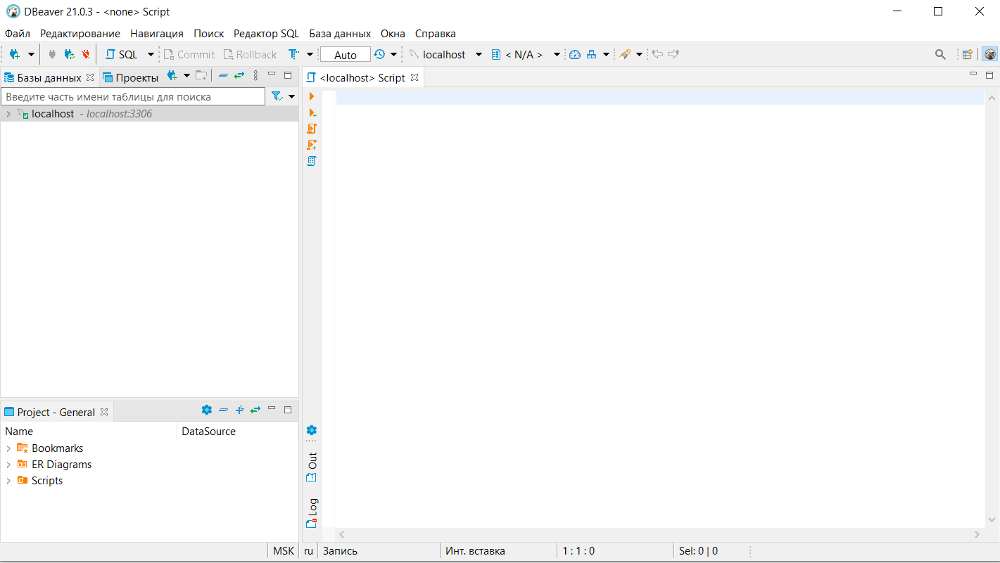 DBeaver 21.0.3 - <none> Script
Файл Редактирование Навигация Поиск Редактор SQL База данных Окна Справка
SQL Commit Rollback Auto localhost < N/A >
Базы данных Проекты
<localhost> Script
Введите часть имени таблицы для поиска
localhost - localhost:3306
Project - General
Name DataSource
Bookmarks
ER Diagrams
Scripts
Out
Log
MSK ru Запись Инт. вставка 1 : 1 : 0 Sel: 0 | 0